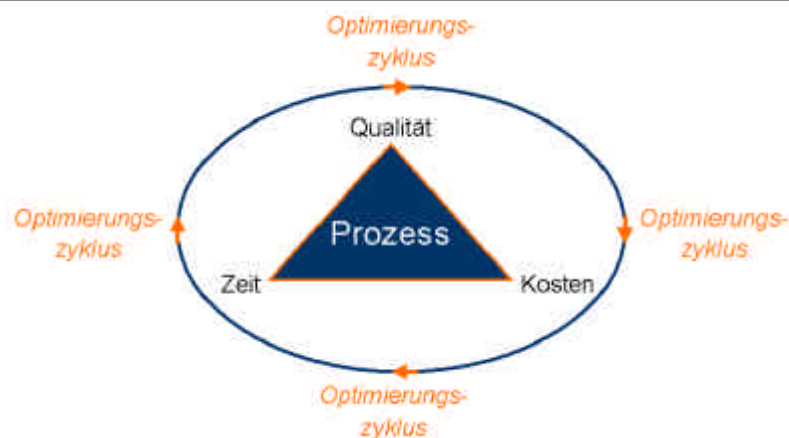 Optimierungs-
zyklus
Qualität
Optimierungs-
zyklus
Prozess
Optimierungs-
zyklus
Zeit
Kosten
Optimierungs-
zyklus